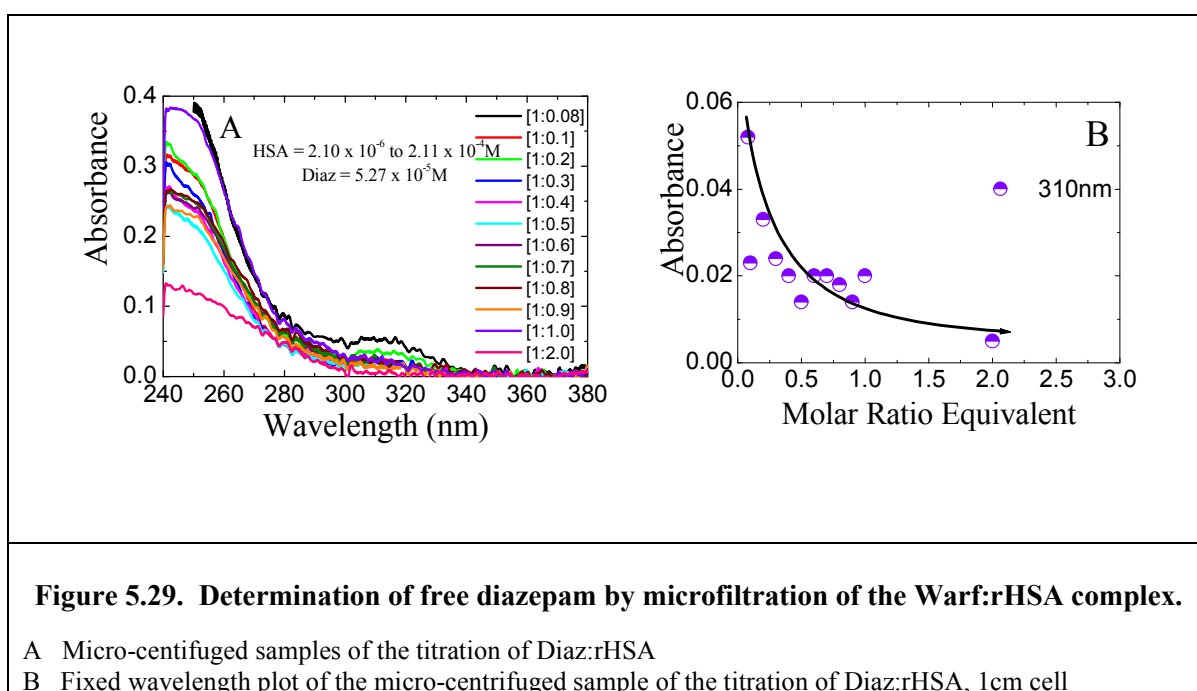 0.4
0.3
0.2
0.1
0.0
Absorbance
A
HSA = 2.10 x 10⁻⁶ to 2.11 x 10⁻⁴M
Diaz = 5.27 x 10⁻⁵M
[1:0.08]
[1:0.1]
[1:0.2]
[1:0.3]
[1:0.4]
[1:0.5]
[1:0.6]
[1:0.7]
[1:0.8]
[1:0.9]
[1:1.0]
[1:2.0]
240 260 280 300 320 340 360 380
Wavelength (nm)
0.06
0.04
0.02
0.00
Absorbance
B
310nm
0.0 0.5 1.0 1.5 2.0 2.5 3.0
Molar Ratio Equivalent
Figure 5.29. Determination of free diazepam by microfiltration of the Warf:rHSA complex.
A Micro-centifuged samples of the titration of Diaz:rHSA
B Fixed wavelength plot of the micro-centrifuged sample of the titration of Diaz:rHSA, 1cm cell